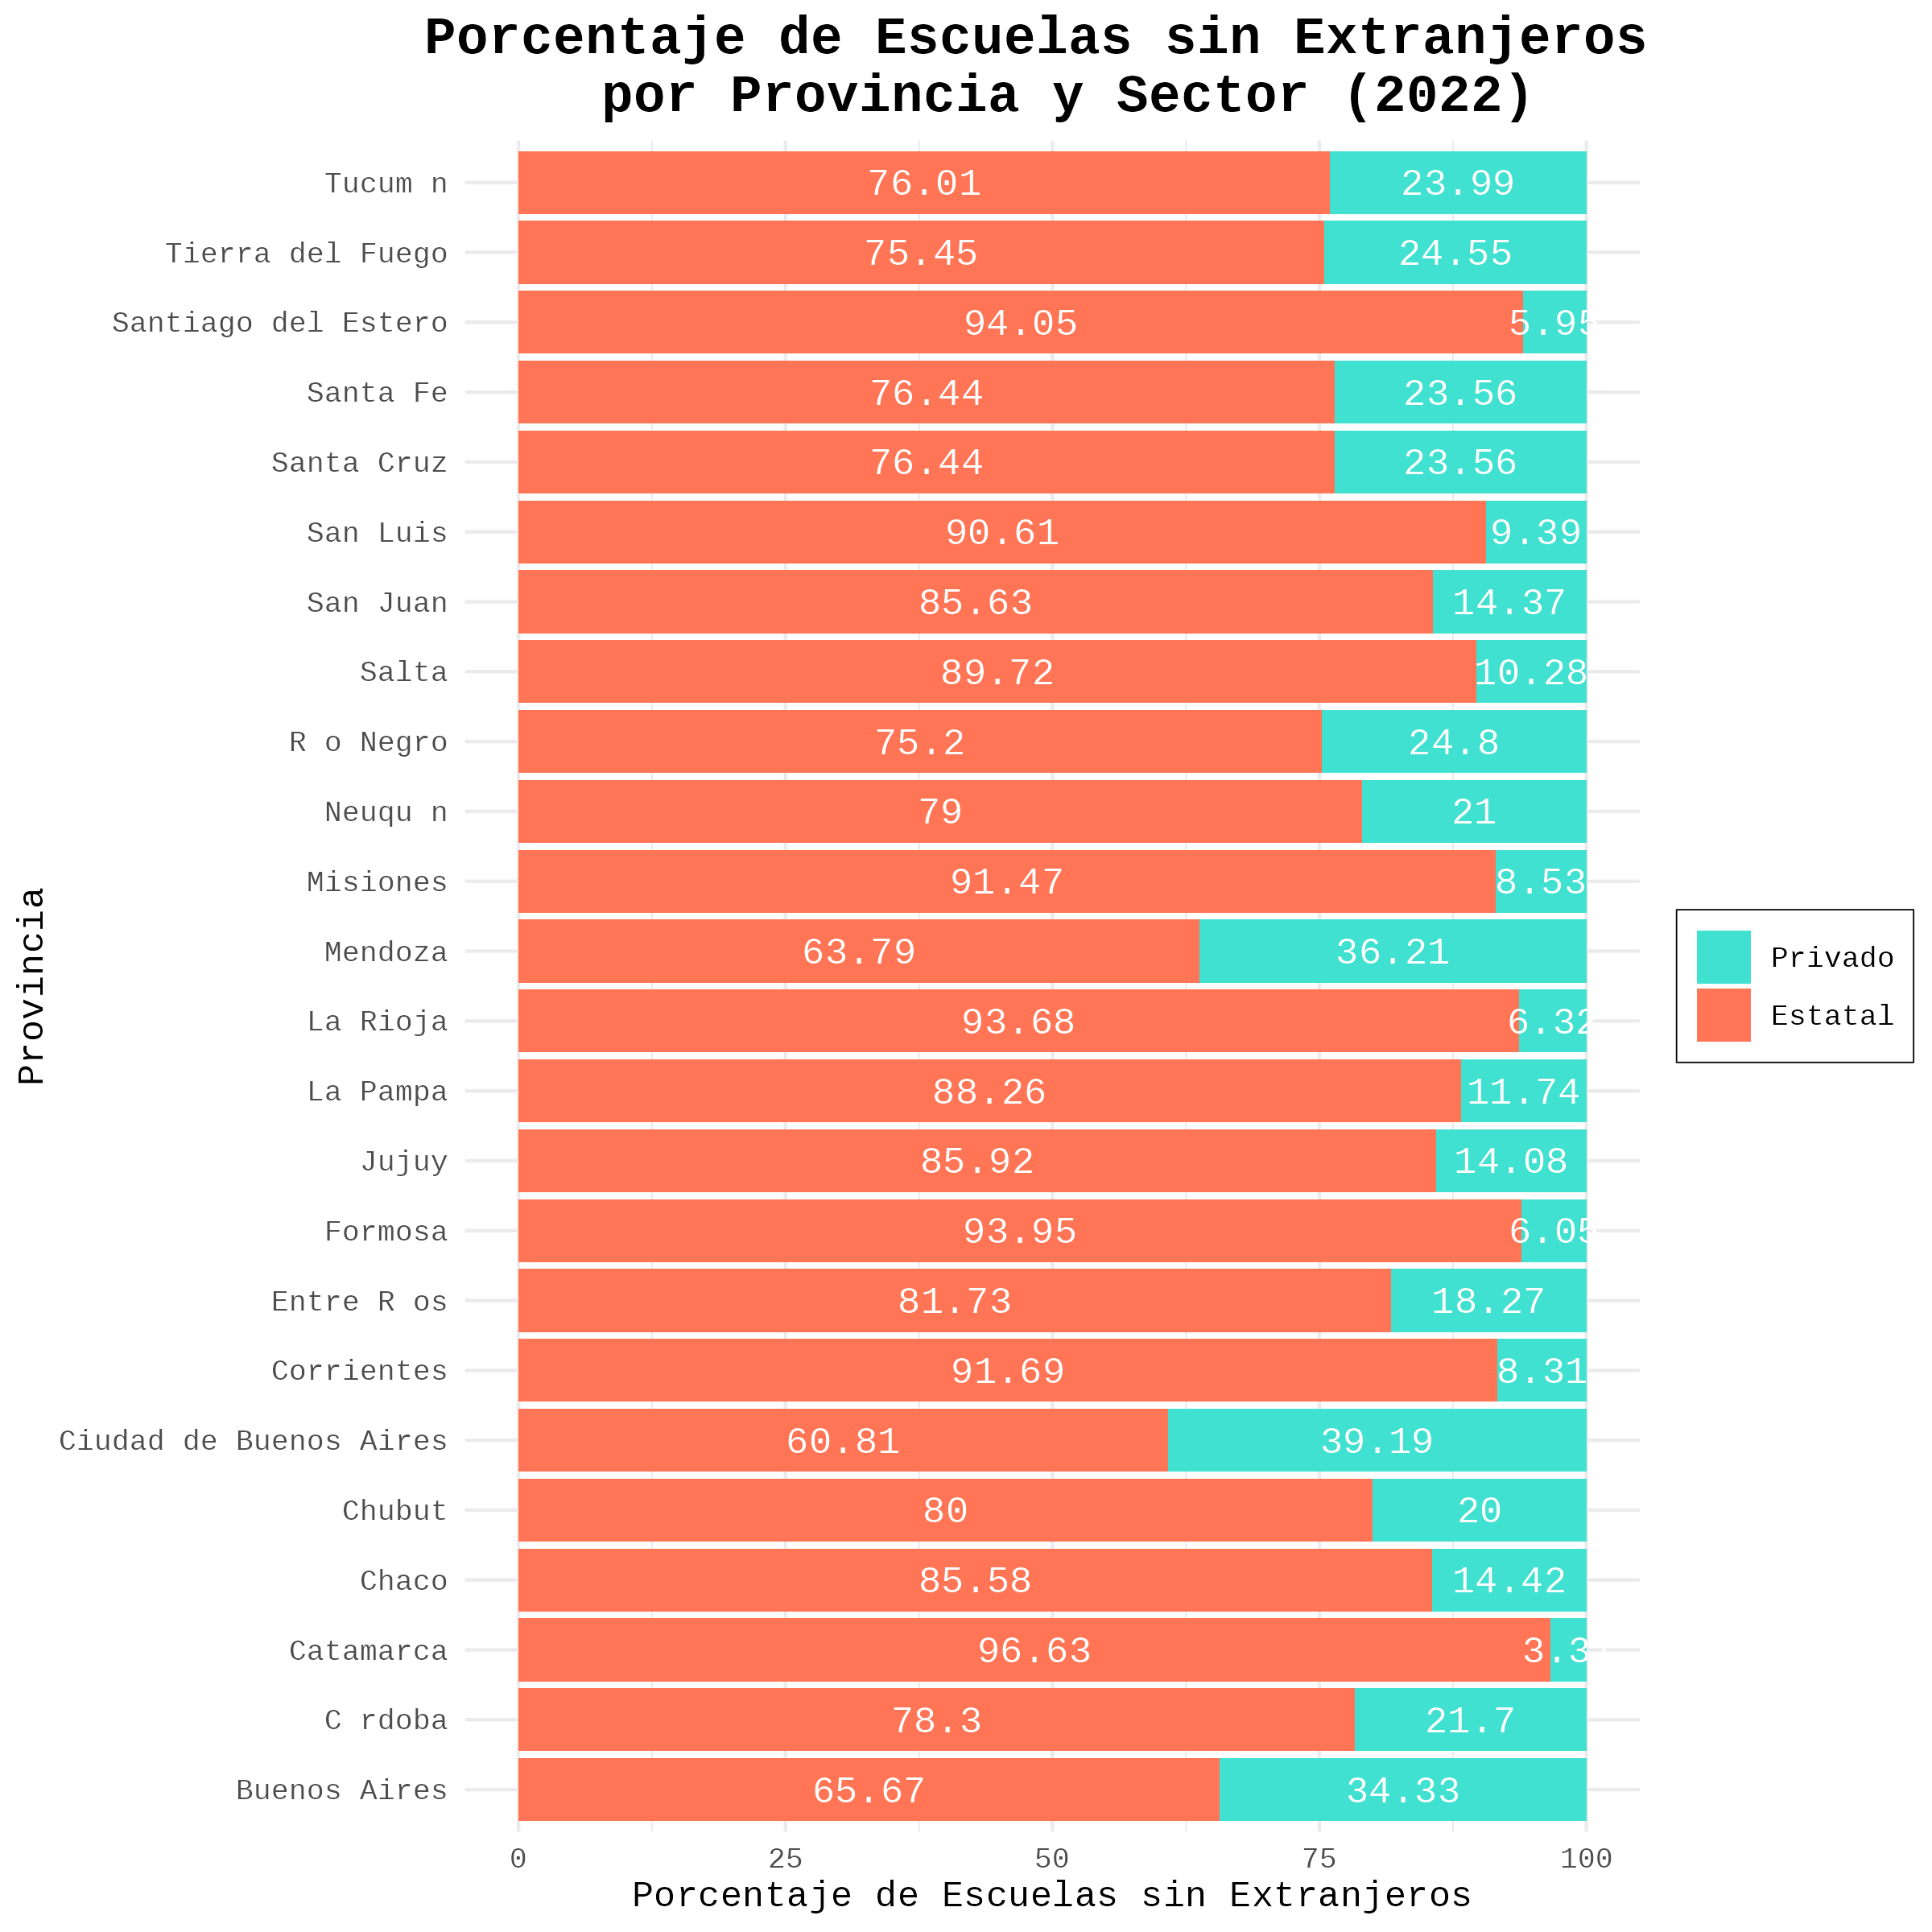 Porcentaje de Escuelas sin Extranjeros
por Provincia y Sector (2022)
Tucum n 76.01 23.99
Tierra del Fuego 75.45 24.55
Santiago del Estero 94.05 5.95
Santa Fe 76.44 23.56
Santa Cruz 76.44 23.56
San Luis 90.61 9.39
San Juan 85.63 14.37
Salta 89.72 10.28
R o Negro 75.2 24.8
Neuqu n 79 21
Misiones 91.47 8.53
Mendoza 63.79 36.21
La Rioja 93.68 6.32
La Pampa 88.26 11.74
Jujuy 85.92 14.08
Formosa 93.95 6.05
Entre R os 81.73 18.27
Corrientes 91.69 8.31
Ciudad de Buenos Aires 60.81 39.19
Chubut 80 20
Chaco 85.58 14.42
Catamarca 96.63
C rdoba 78.3 21.7
Buenos Aires 65.67 34.33
0 25 50 75 100
Porcentaje de Escuelas sin Extranjeros
Provincia
Privado
Estatal